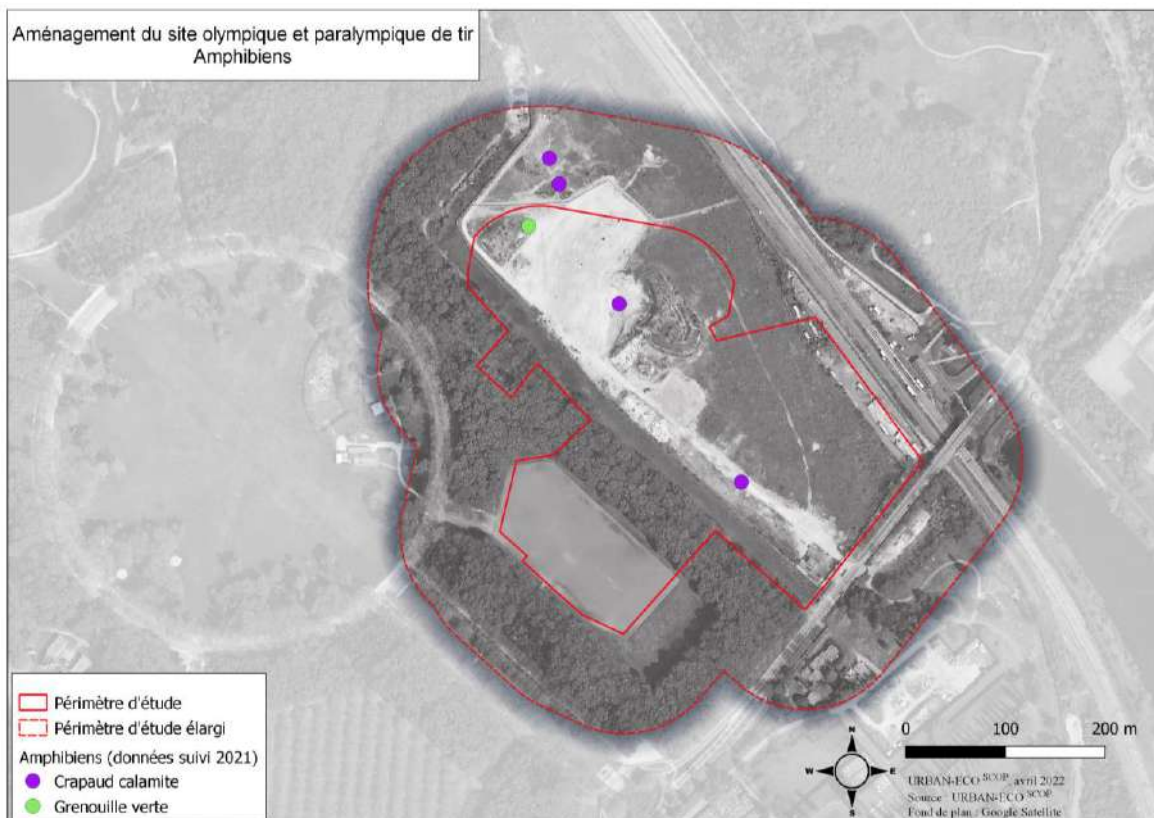 Aménagement du site olympique et paralympique de tir
Amphibiens
Périmètre d'étude
Périmètre d'étude élargi
Amphibiens (données suivi 2021)
Crapaud calamite
Grenouille verte
N
W
E
S
0 100 200 m
URBAN-ECO SCOP, avril 2022
Source : URBAN-ECO SCOP
Fond de plan : Google Satellite